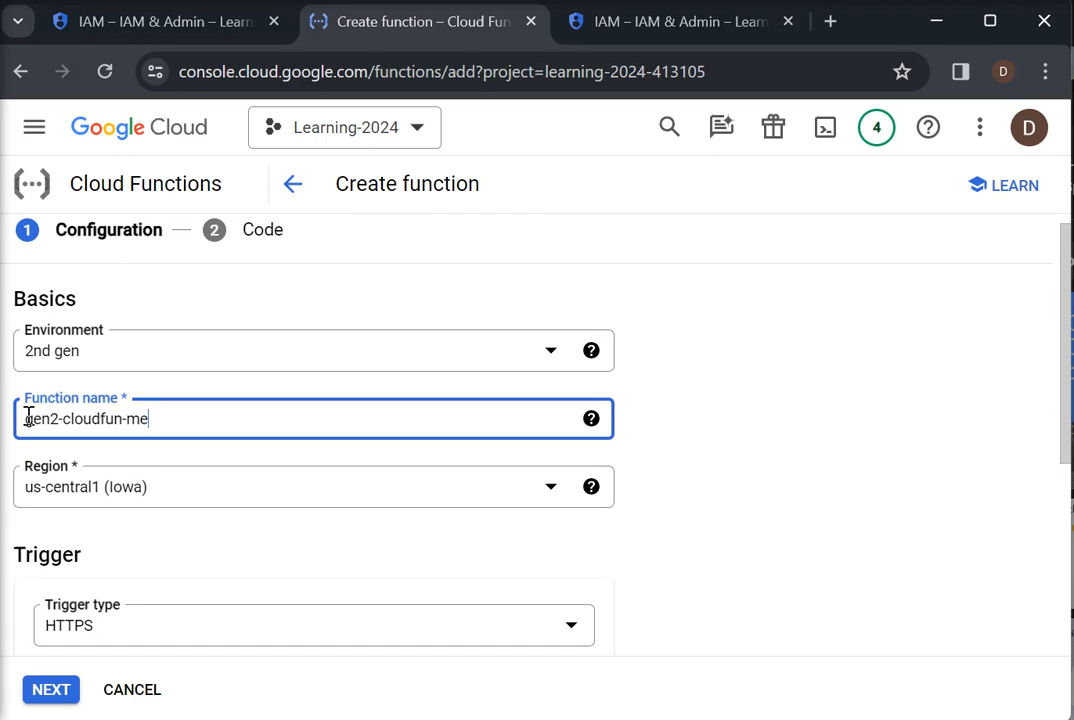 IAM – IAM & Admin – Learn
Create function – Cloud Fun
IAM – IAM & Admin – Learn
console.cloud.google.com/functions/add?project=learning-2024-413105
D
Google Cloud
Learning-2024
4
D
Cloud Functions
Create function
LEARN
1 Configuration — 2 Code
Basics
Environment
2nd gen
Function name *
gen2-cloudfun-me
Region *
us-central1 (Iowa)
Trigger
Trigger type
HTTPS
NEXT
CANCEL